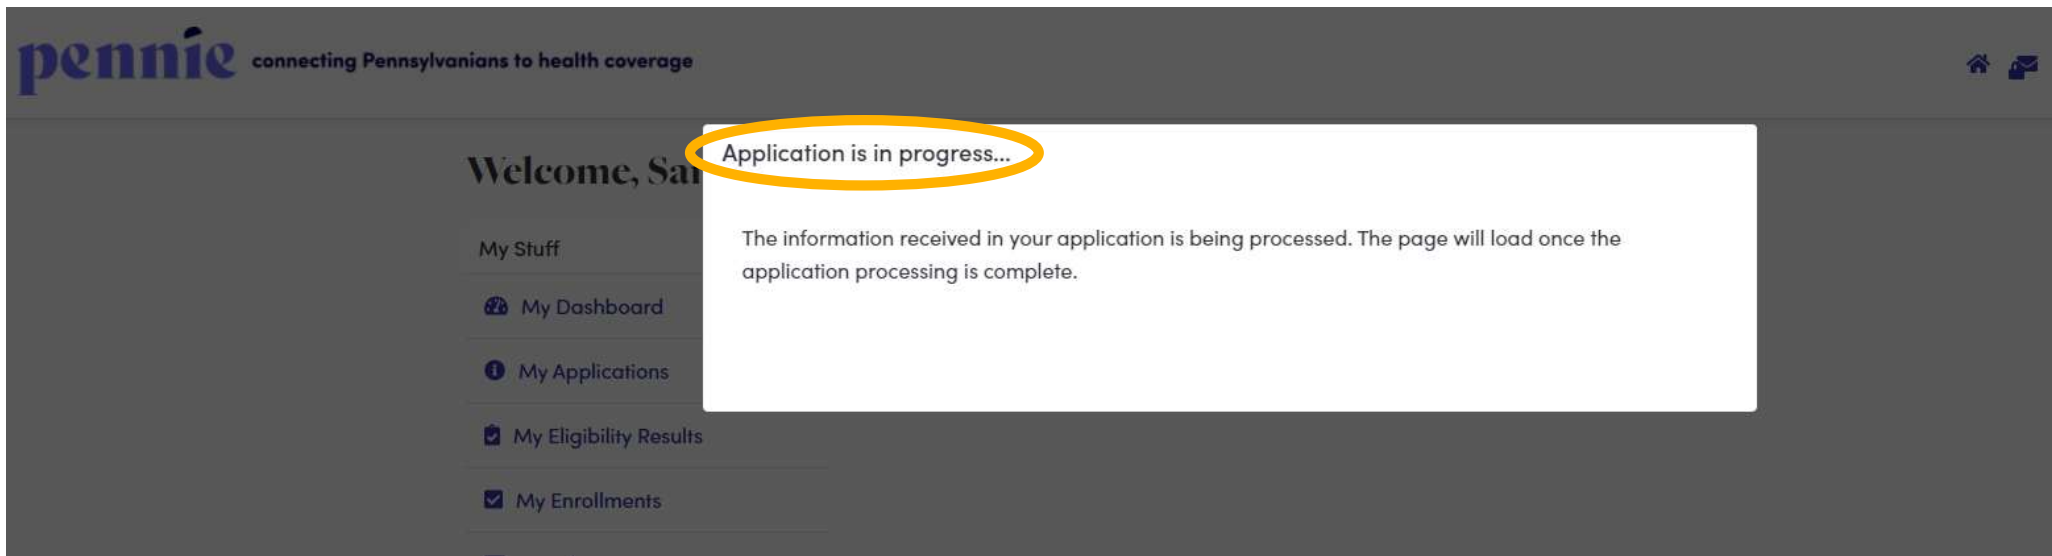 pennie connecting Pennsylvanians to health coverage
Welcome,
Application is in progress...
My Stuff
The information received in your application is being processed. The page will load once the
application processing is complete.
My Dashboard
My Applications
My Eligibility Results
My Enrollments